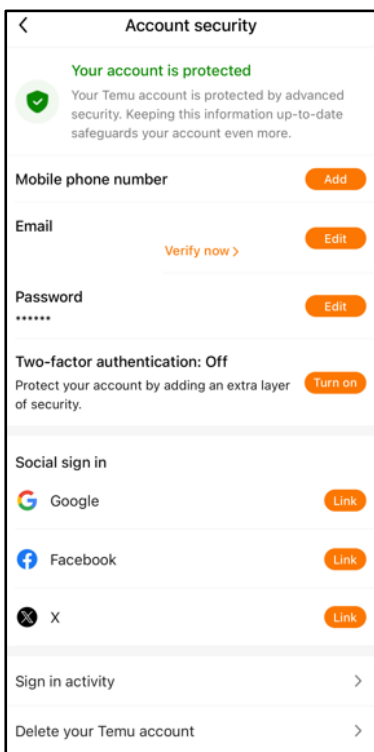 Account security
Your account is protected
Your Temu account is protected by advanced
security. Keeping this information up-to-date
safeguards your account even more.
Mobile phone number
Add
Email
Verify now >
Edit
Password
******
Edit
Two-factor authentication: Off
Protect your account by adding an extra layer
of security.
Turn on
Social sign in
Google
Link
Facebook
Link
X
Link
Sign in activity
Delete your Temu account